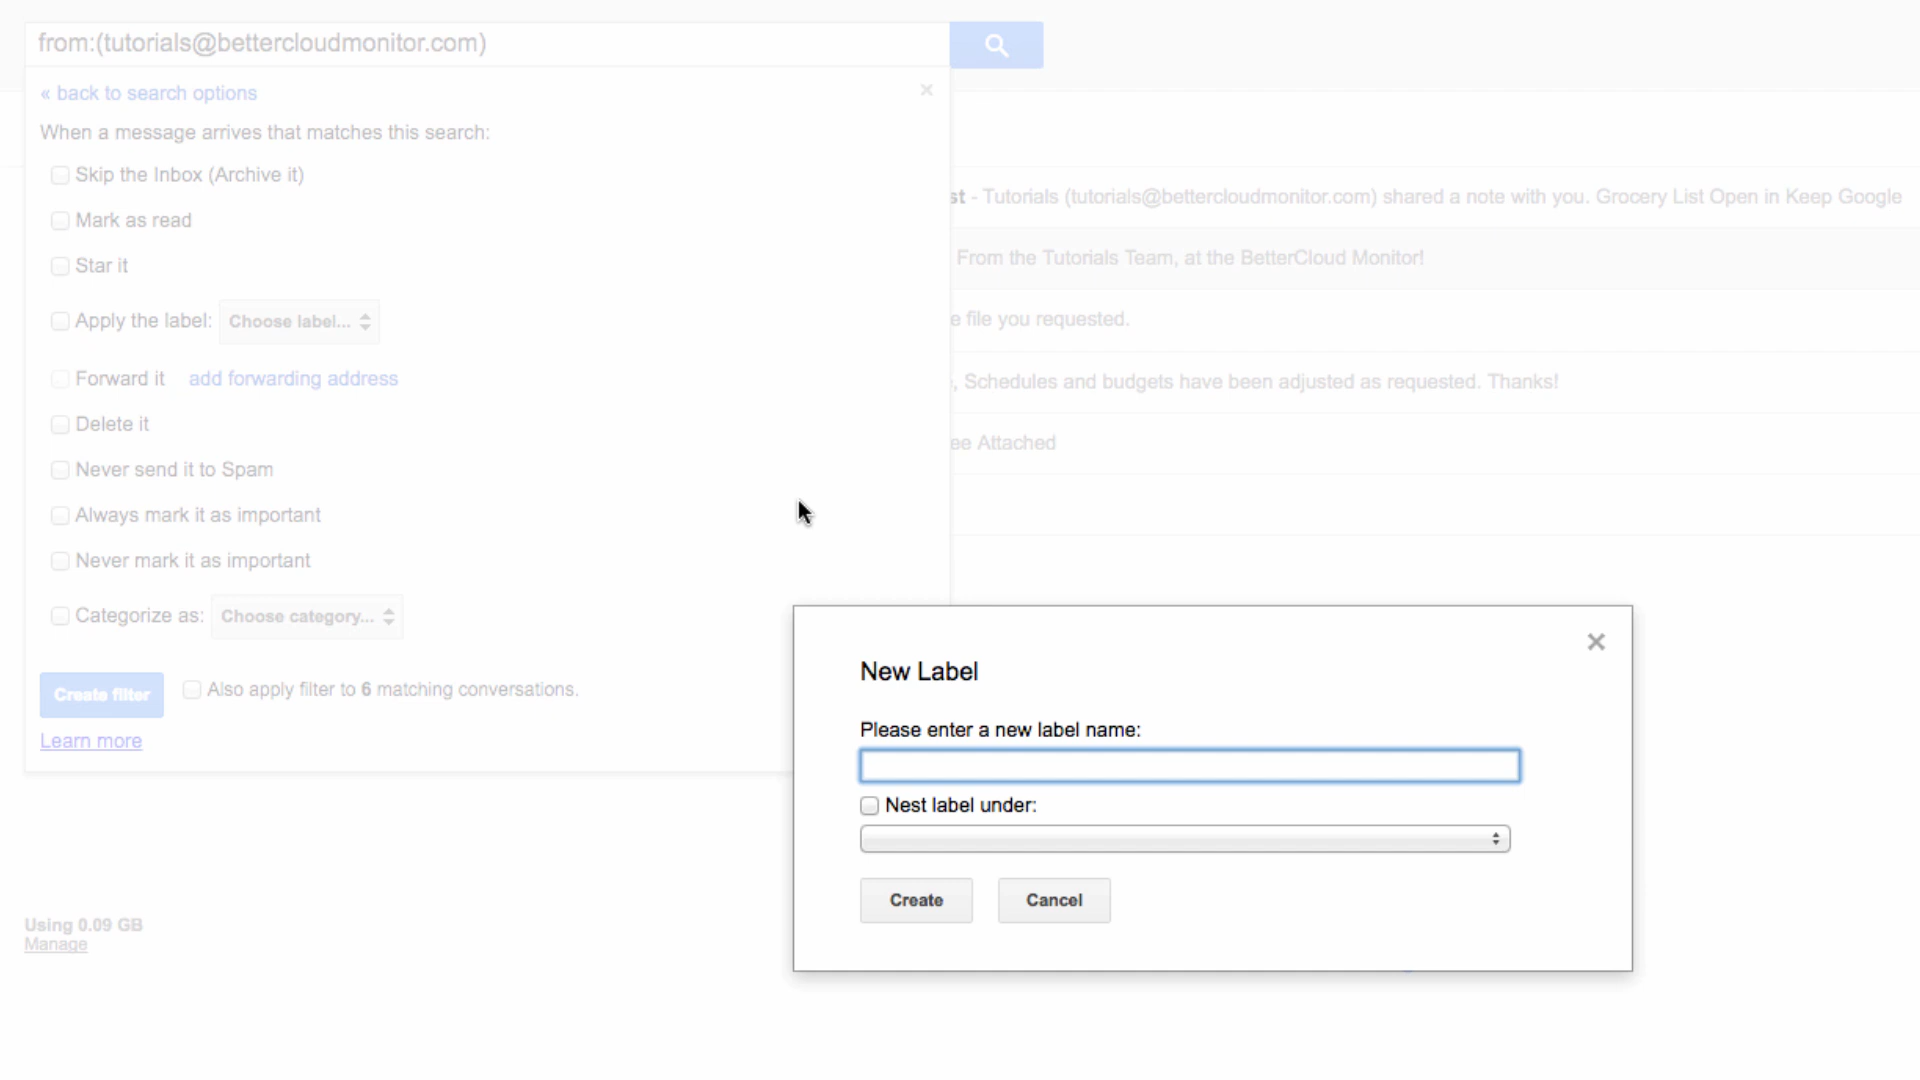 from:(tutorials@bettercloudmonitor.com)
« back to search options
When a message arrives that matches this search:
Skip the Inbox (Archive it)
Mark as read
Star it
Apply the label: Choose label...
Forward it add forwarding address
Delete it
Never send it to Spam
Always mark it as important
Never mark it as important
Categorize as: Choose category...
Create filter Also apply filter to 6 matching conversations.
Learn more
st - Tutorials (tutorials@bettercloudmonitor.com) shared a note with you. Grocery List Open in Keep Google
From the Tutorials Team, at the BetterCloud Monitor!
e file you requested.
, Schedules and budgets have been adjusted as requested. Thanks!
ee Attached
New Label
Please enter a new label name:
Nest label under:
Create Cancel
Using 0.09 GB
Manage